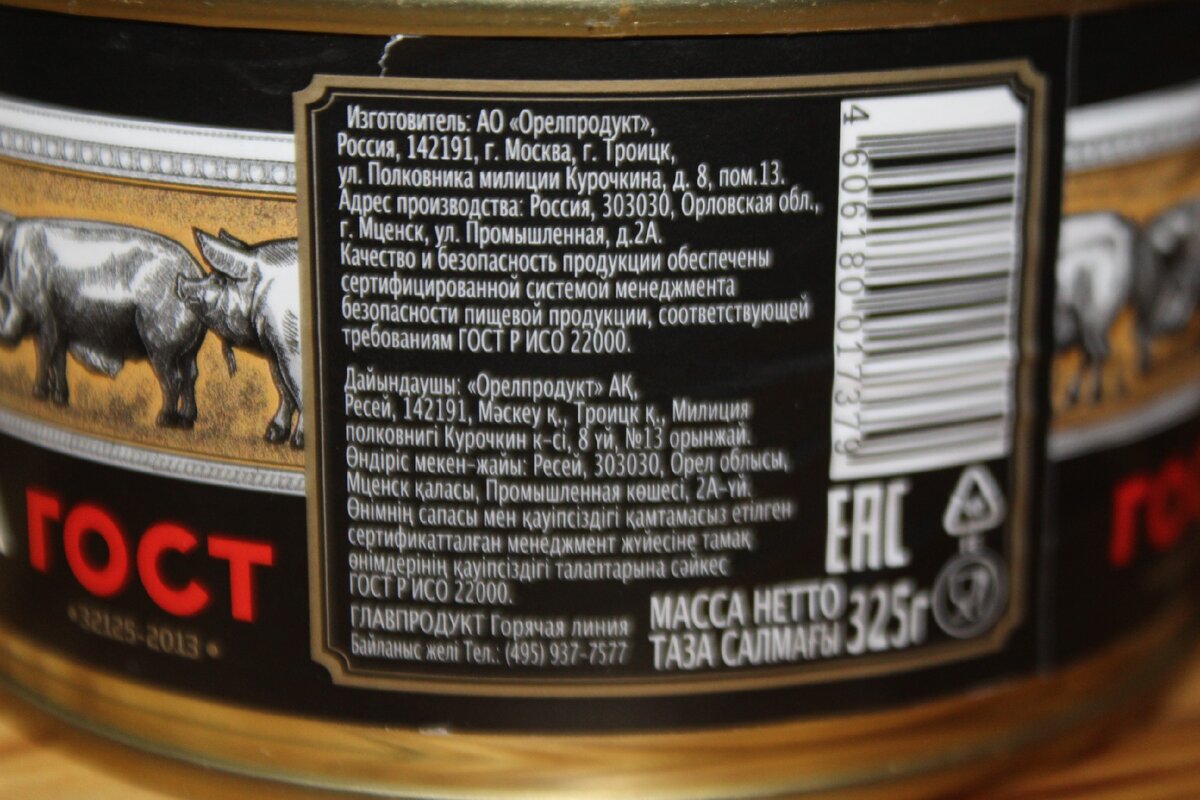 Изготовитель: АО «Орелпродукт»,
Россия, 142191, г. Москва, г. Троицк,
ул. Полковника милиции Курочкина, д. 8, пом.13.
Адрес производства: Россия, 303030, Орловская обл.,
г. Мценск, ул. Промышленная, д.2А.
Качество и безопасность продукции обеспечены
сертифицированной системой менеджмента
безопасности пищевой продукции, соответствующей
требованиям ГОСТ Р ИСО 22000.
Дайындаушы: «Орелпродукт» АҚ,
Ресей, 142191, Мәскеу қ., Троицк қ., Милиция
полковнигі Курочкин к-сі, 8 үй, №13 орынжай.
Өндіріс мекен-жайы: Ресей, 303030, Орел облысы,
Мценск қаласы, Промышленная көшесі, 2А-үй.
Өнімнің сапасы мен қауіпсіздігі қамтамасыз етілген
сертификатталған менеджмент жүйесіне тамақ
өнімдерінің қауіпсіздігі талаптарына сәйкес
ГОСТ Р ИСО 22000.
ГЛАВПРОДУКТ Горячая линия
Байланыс желі Тел.: (495) 937-7577
МАССА НЕТТО
ТАЗА САЛМАҒЫ 325г
4 606180 017379
ЕАС
ГОСТ
•32125-2013•
ГО